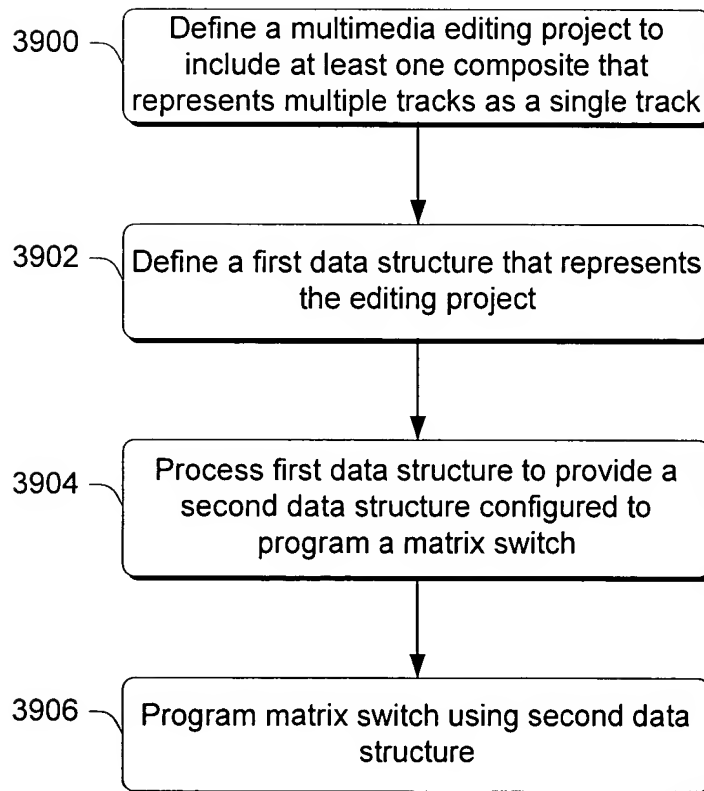 3900
Define a multimedia editing project to
include at least one composite that
represents multiple tracks as a single track
3902
Define a first data structure that represents
the editing project
3904
Process first data structure to provide a
second data structure configured to
program a matrix switch
3906
Program matrix switch using second data
structure